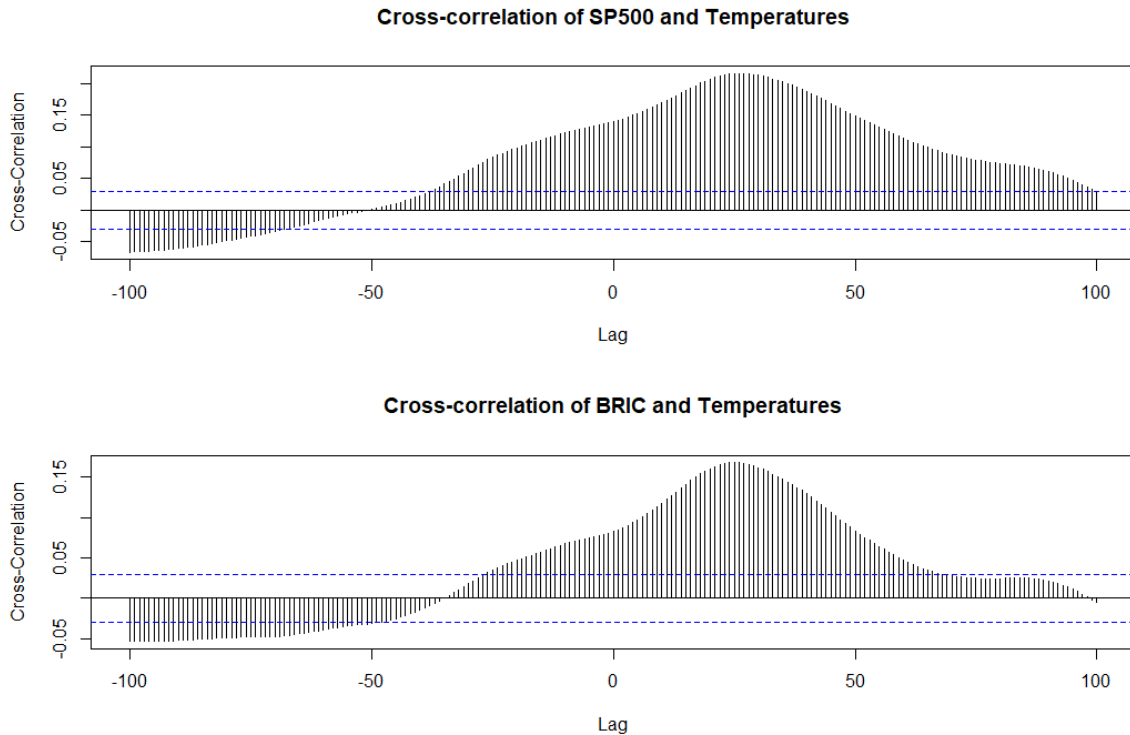 Cross-correlation of SP500 and Temperatures
Cross-Correlation
0.15
0.05
-0.05
-100 -50 0 50 100
Lag
Cross-correlation of BRIC and Temperatures
Cross-Correlation
0.15
0.05
-0.05
-100 -50 0 50 100
Lag